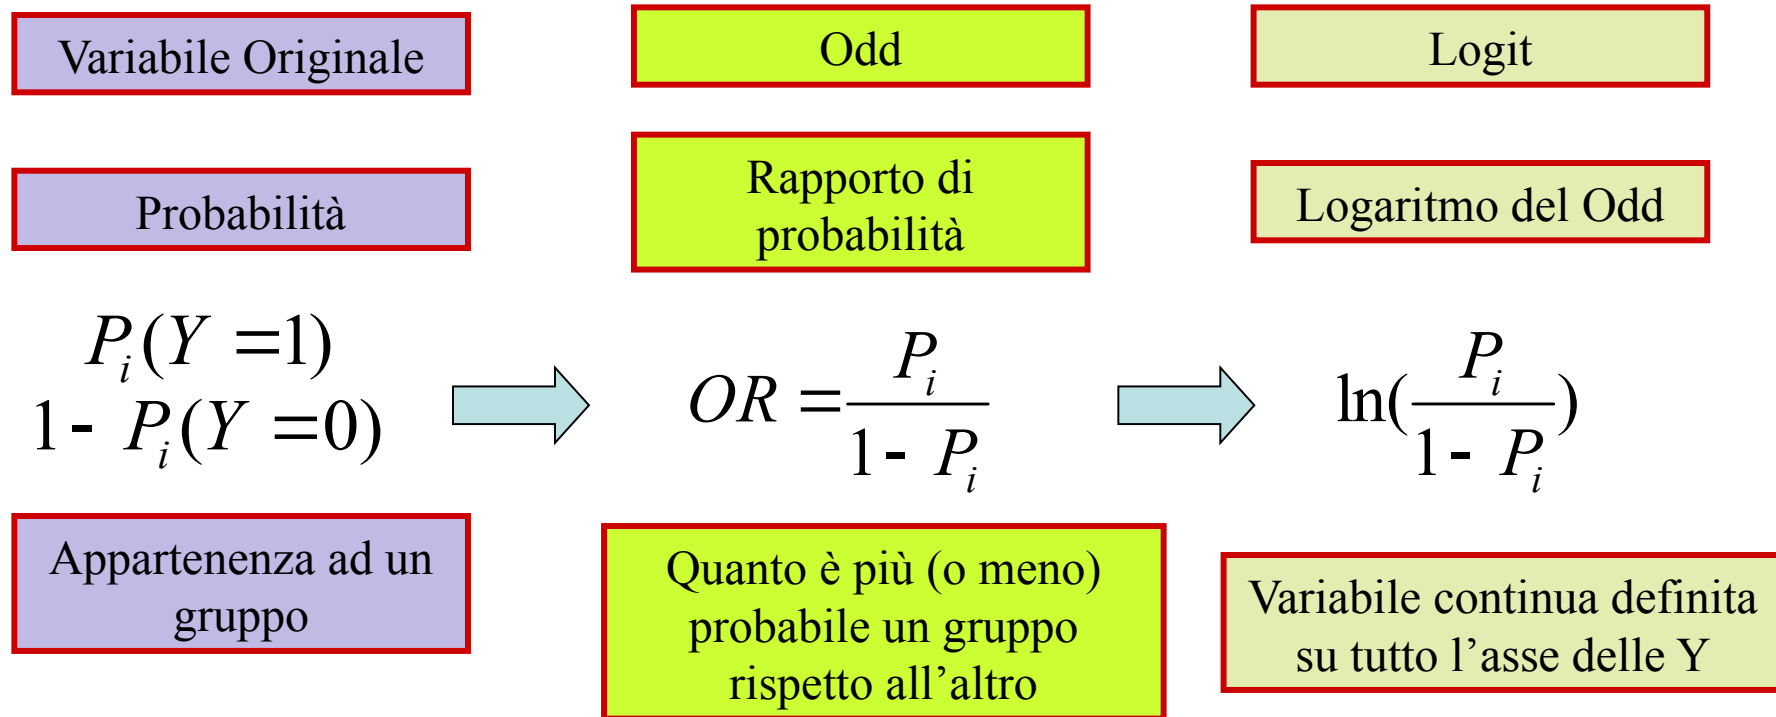 Variabile Originale
Odd
Logit
Probabilità
Rapporto di
probabilità
Logaritmo del Odd
P_i(Y =1)
1 - P_i(Y =0)
OR = P_i / 1 - P_i
ln(P_i / 1 - P_i)
Appartenenza ad un
gruppo
Quanto è più (o meno)
probabile un gruppo
rispetto all’altro
Variabile continua definita
su tutto l’asse delle Y